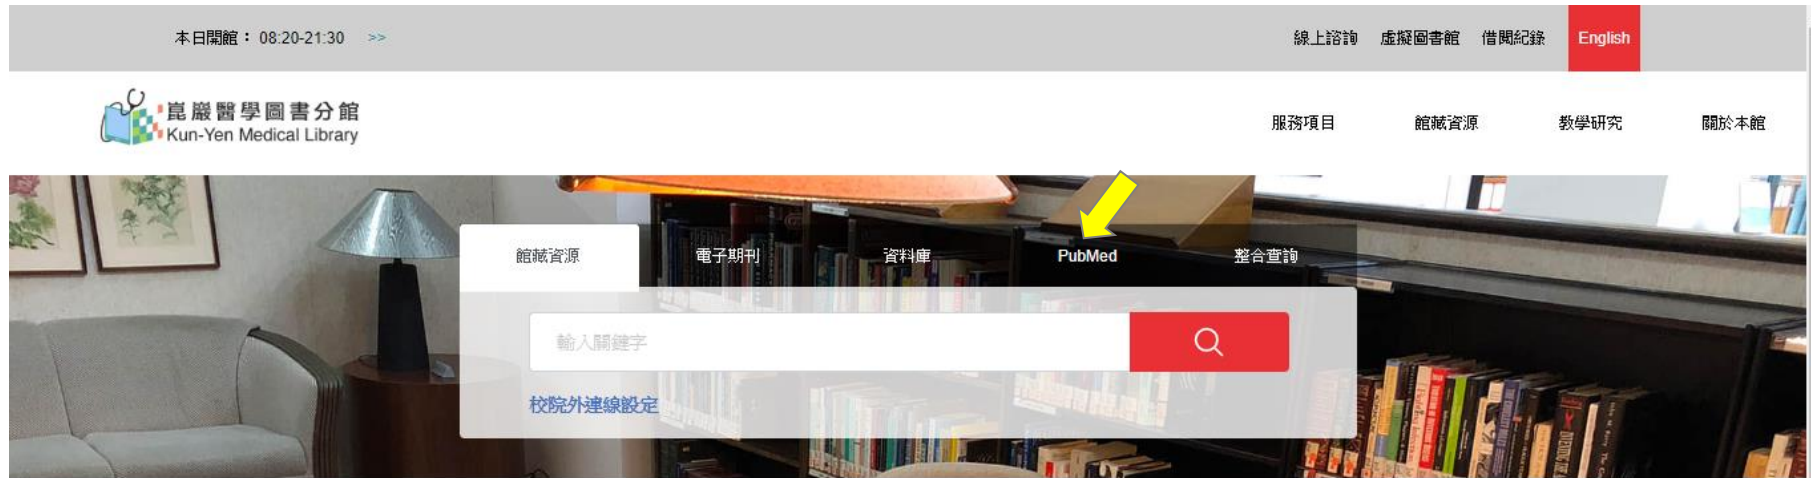 本日開館：08:20-21:30 >>
線上諮詢 虛擬圖書館 借閱紀錄 English
崑巖醫學圖書分館
Kun-Yen Medical Library
服務項目 館藏資源 教學研究 關於本館
館藏資源 電子期刊 資料庫 PubMed 整合查詢
輸入關鍵字
校院外連線設定